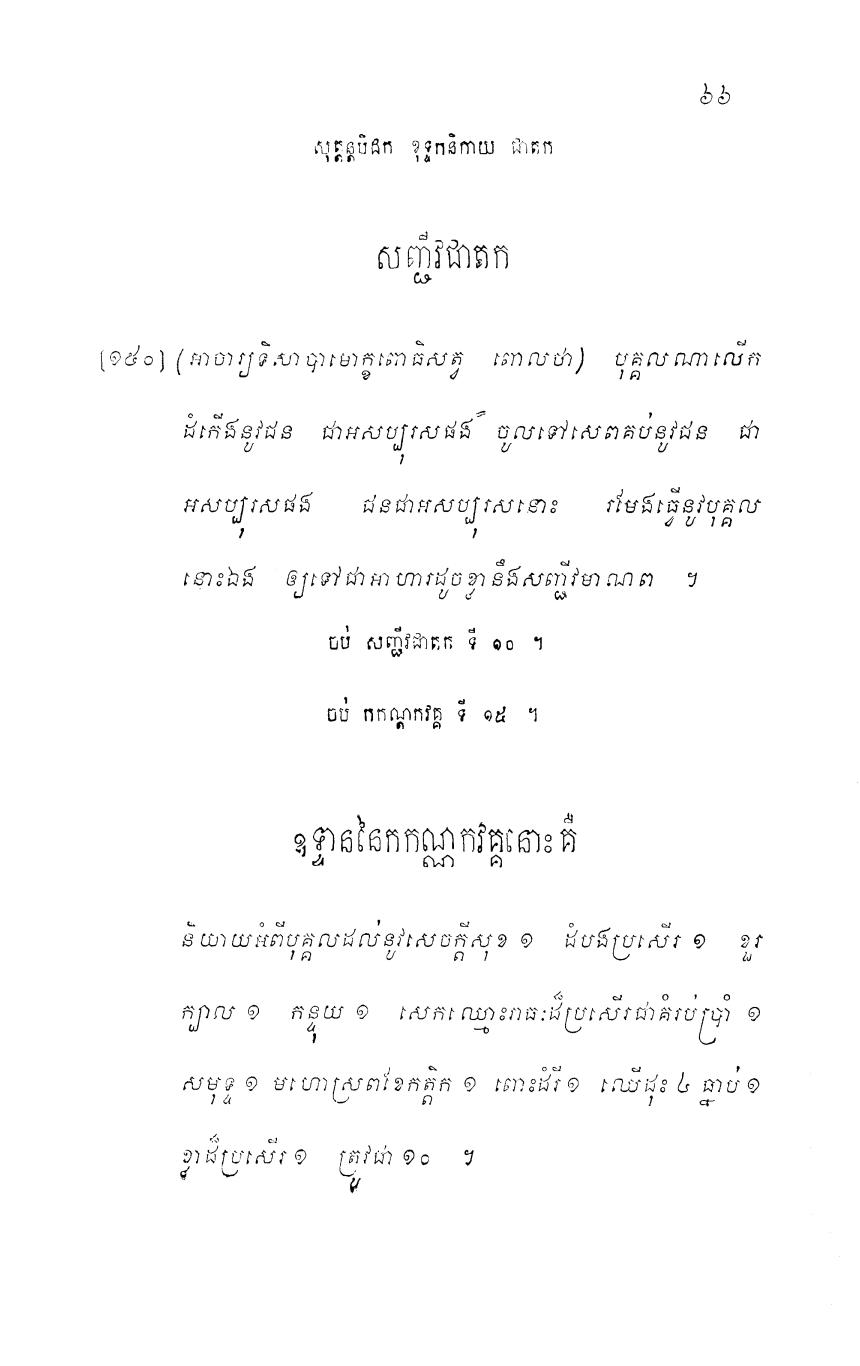 ៦៦
សុត្តន្តបិដក ខុទ្ទកនិកាយ ជាតក
សញ្ជីវជាតក
[១៥០] (អាចារ្យទិសាបាមោក្ខពោធិសត្វ ពោលថា) បុគ្គលណាលើក
ដំកើងនូវជន ជាអសប្បុរសផង ចូលទៅសេពគប់នូវជន ជា
អសប្បុរសផង ជនជាអសប្បុរសនោះ រមែងធ្វើនូវបុគ្គល
នោះឯង ឲ្យទៅជាអាហារដូចខ្លានឹងសញ្ជីវមាណព ។
ចប់ សញ្ជីវជាតក ទី ១០ ។
ចប់ កកណ្តកវគ្គ ទី ១៥ ។
ឧទ្ទាននៃកកណ្ណកវគ្គនោះគឺ
និយាយអំពីបុគ្គលដល់នូវសេចក្តីសុខ ១ ដំបងប្រសើរ ១ ខួរ
ក្បាល ១ កន្ទុយ ១ សេកឈ្មោះរាធៈដ៏ប្រសើរជាគំរប់ប្រាំ ១
សមុទ្ទ ១ មហោស្រពខែកត្តិក ១ ពោះដំរី ១ ឈើដុះ ៤ ធ្នាប់ ១
ខ្លាដ៏ប្រសើរ ១ ត្រូវជា ១០ ។